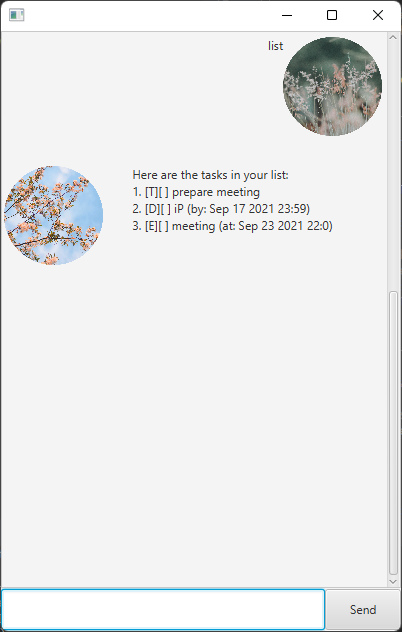 list
Here are the tasks in your list:
1. [T][ ] prepare meeting
2. [D][ ] iP (by: Sep 17 2021 23:59)
3. [E][ ] meeting (at: Sep 23 2021 22:0)
Send